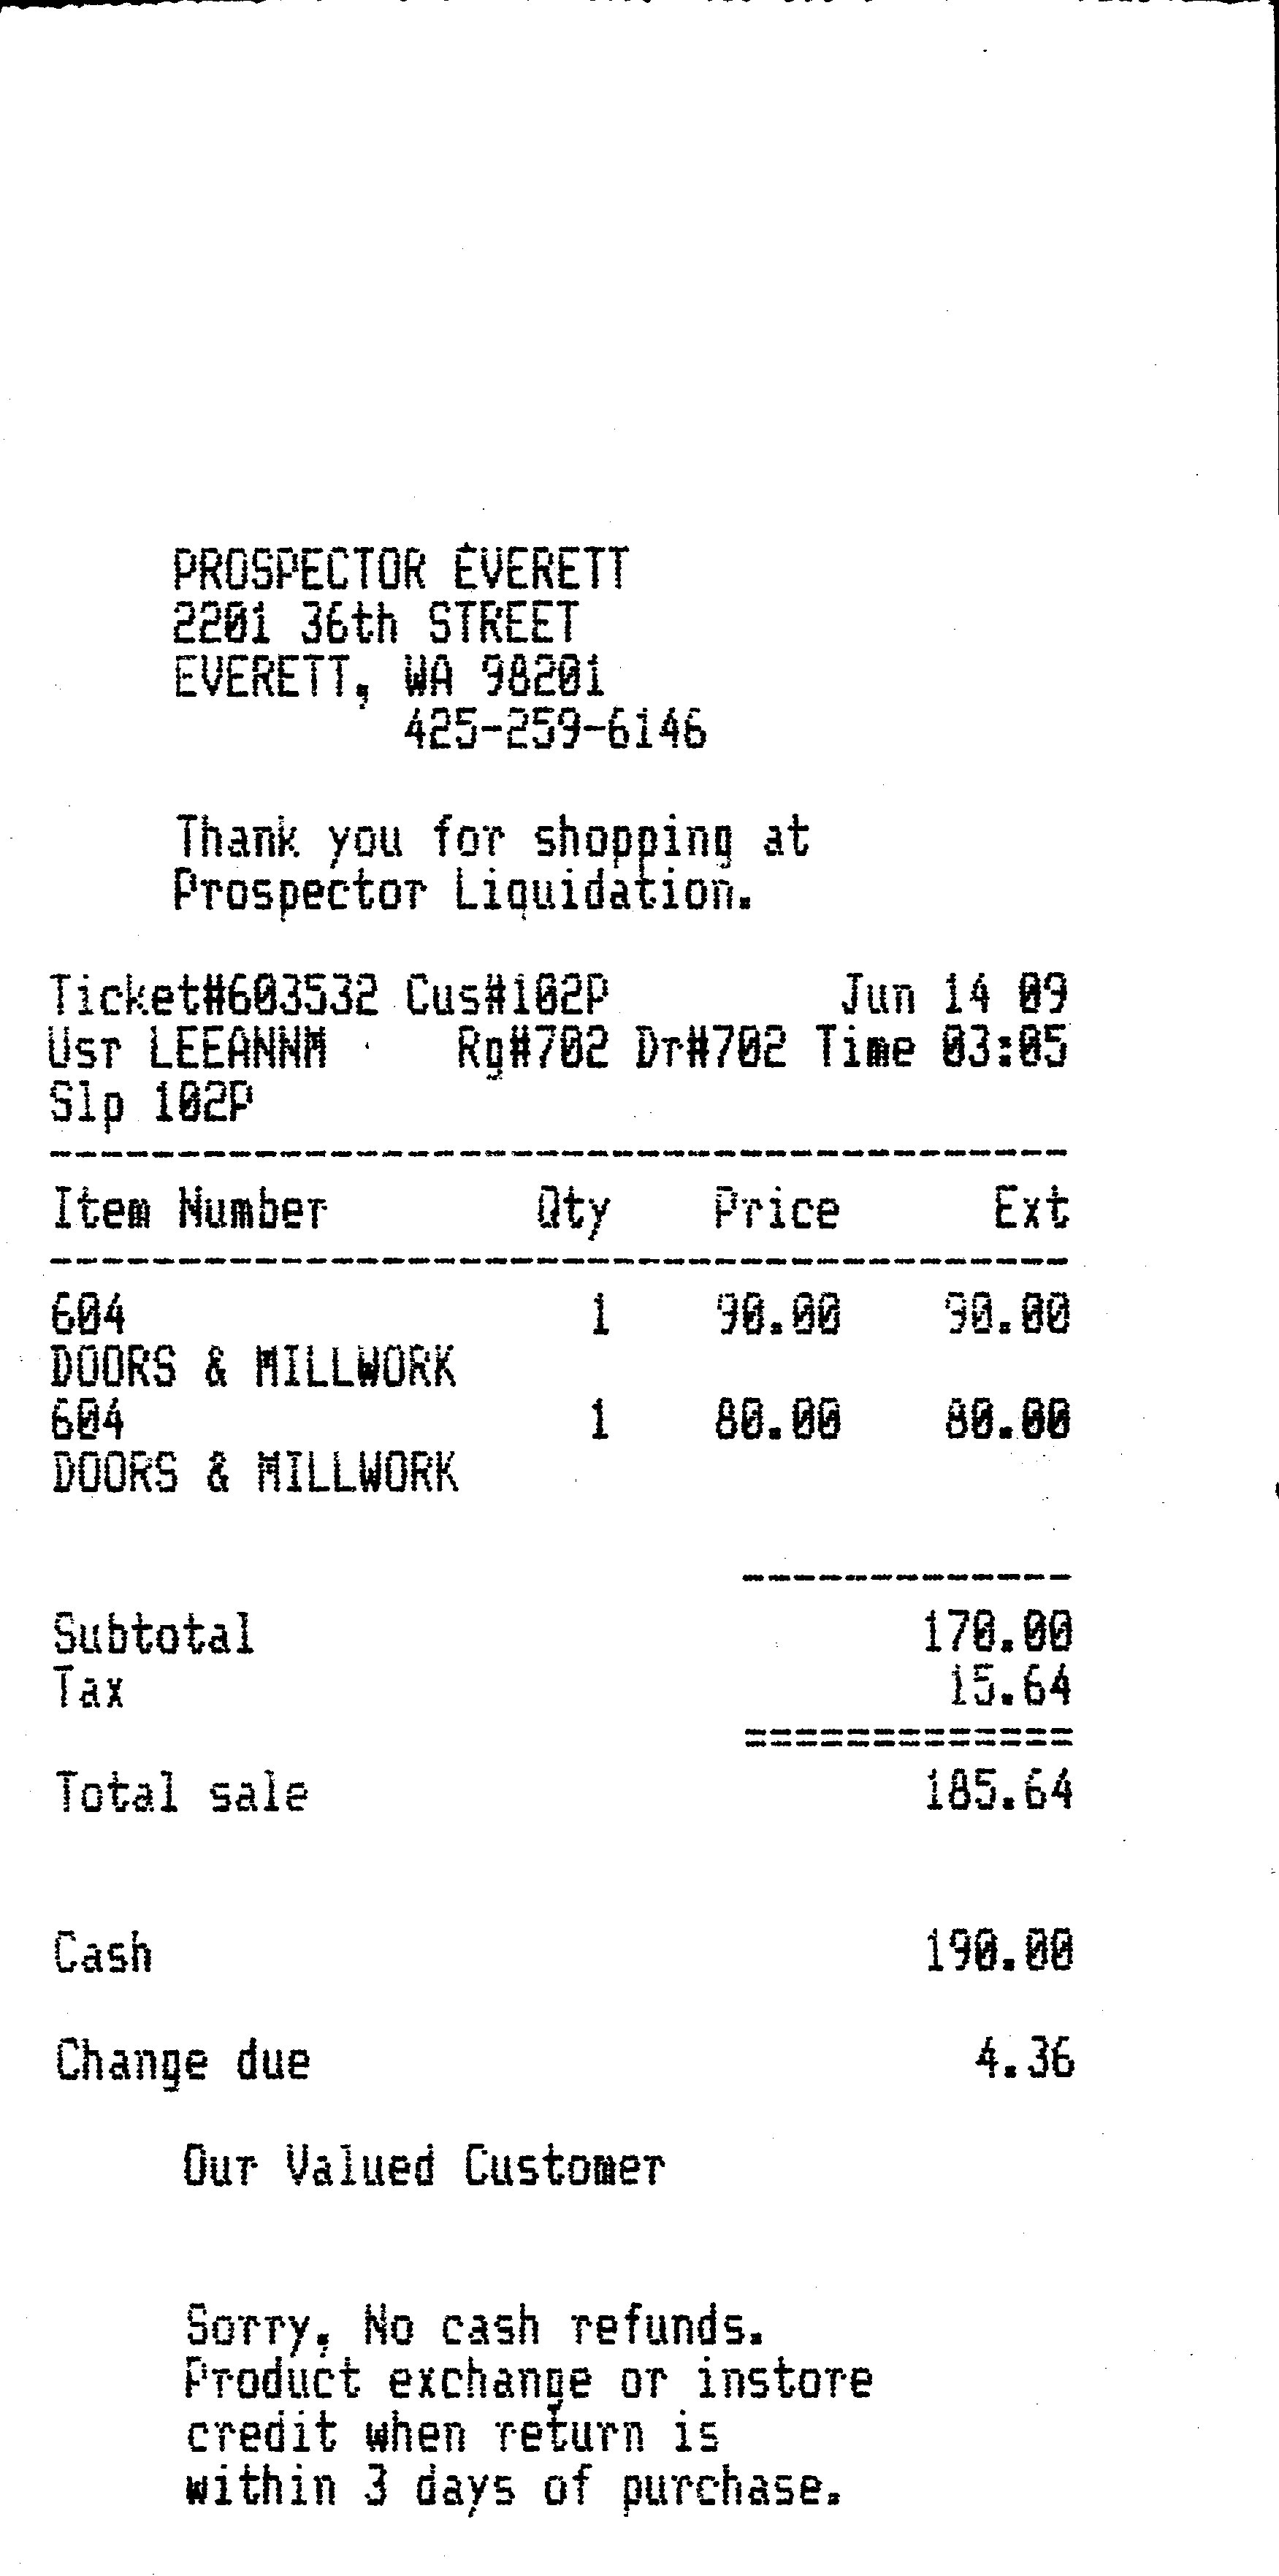 PROSPECTOR EVERETT
2201 36th STREET
EVERETT, WA 98201
425-259-6146
Thank you for shopping at
Prospector Liquidation.
Ticket#603532 Cus#102P Jun 14 09
Usr LEEANNM Rg#702 Dr#702 Time 03:05
Slp 102P
Item Number Qty Price Ext
604 1 90.00 90.00
DOORS & MILLWORK
604 1 80.00 80.00
DOORS & MILLWORK
Subtotal 170.00
Tax 15.64
Total sale 185.64
Cash 190.00
Change due 4.36
Our Valued Customer
Sorry, No cash refunds.
Product exchange or instore
credit when return is
within 3 days of purchase.